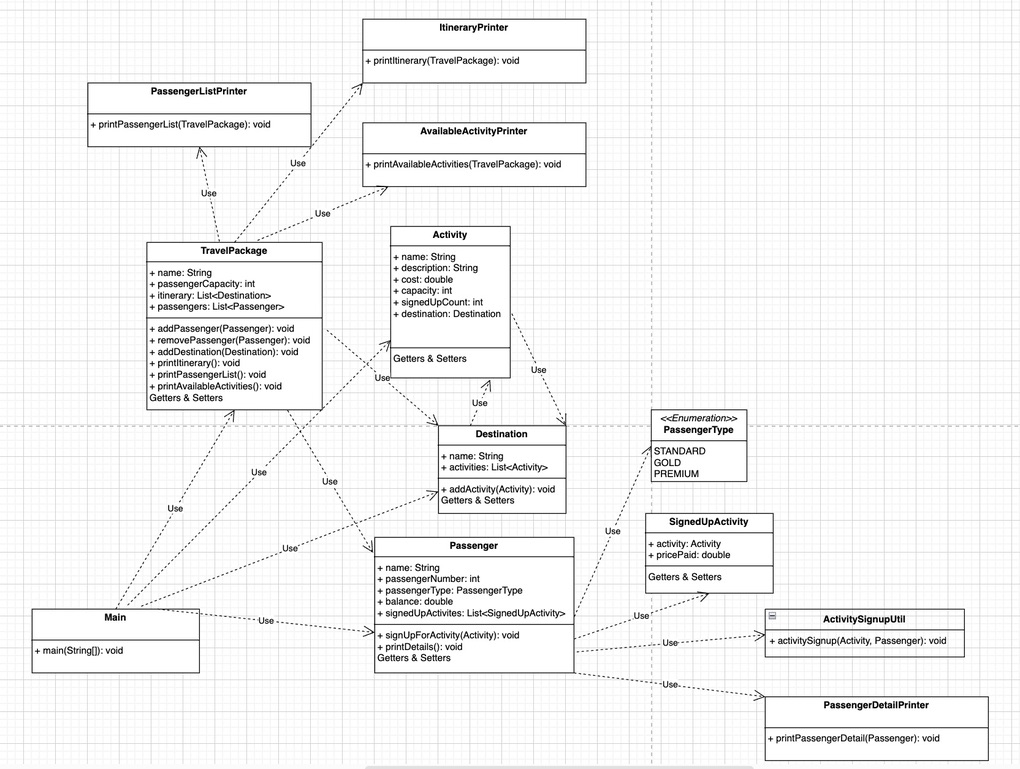 ItineraryPrinter
+ printItinerary(TravelPackage): void
PassengerListPrinter
+ printPassengerList(TravelPackage): void
AvailableActivityPrinter
+ printAvailableActivities(TravelPackage): void
Use
Use
Use
TravelPackage
+ name: String
+ passengerCapacity: int
+ itinerary: List<Destination>
+ passengers: List<Passenger>
+ addPassenger(Passenger): void
+ removePassenger(Passenger): void
+ addDestination(Destination): void
+ printItinerary(): void
+ printPassengerList(): void
+ printAvailableActivities(): void
Getters & Setters
Activity
+ name: String
+ description: String
+ cost: double
+ capacity: int
+ signedUpCount: int
+ destination: Destination
Getters & Setters
Use
Use
Use
Destination
+ name: String
+ activities: List<Activity>
+ addActivity(Activity): void
Getters & Setters
<<Enumeration>>
PassengerType
STANDARD
GOLD
PREMIUM
Use
Use
Use
Use
Use
SignedUpActivity
+ activity: Activity
+ pricePaid: double
Getters & Setters
Passenger
+ name: String
+ passengerNumber: int
+ passengerType: PassengerType
+ balance: double
+ signedUpActivites: List<SignedUpActivity>
+ signUpForActivity(Activity): void
+ printDetails(): void
Getters & Setters
Main
+ main(String[]): void
Use
Use
Use
Use
ActivitySignupUtil
+ activitySignup(Activity, Passenger): void
PassengerDetailPrinter
+ printPassengerDetail(Passenger): void